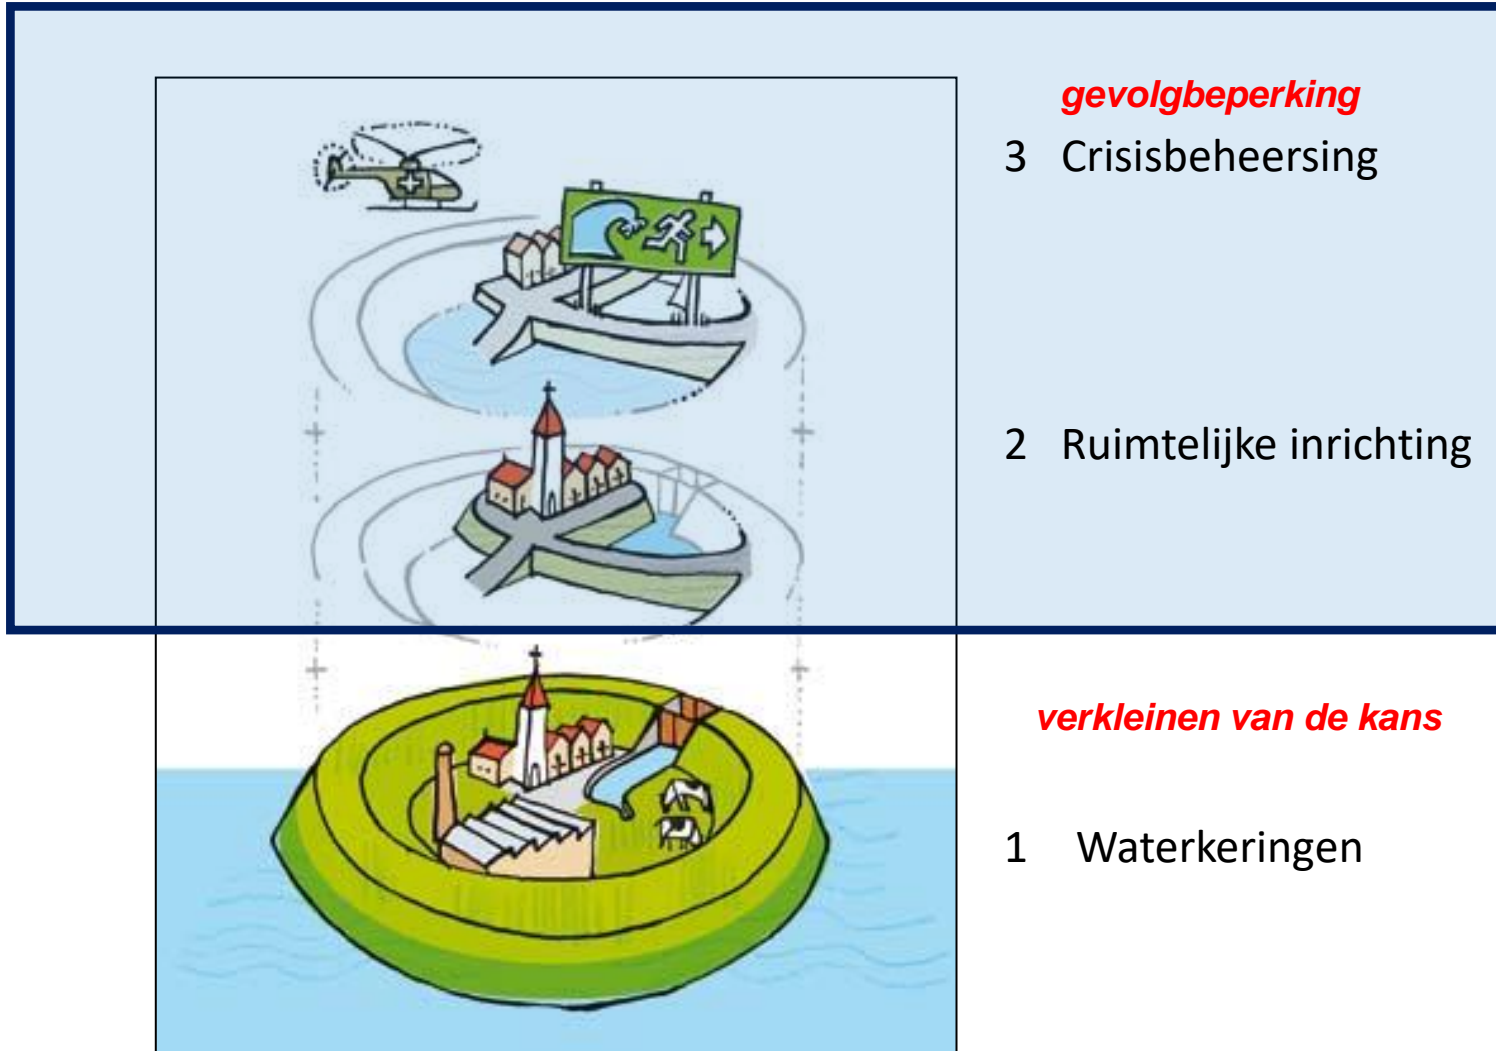 gevolgbeperking
3 Crisisbeheersing
2 Ruimtelijke inrichting
verkleinen van de kans
1 Waterkeringen